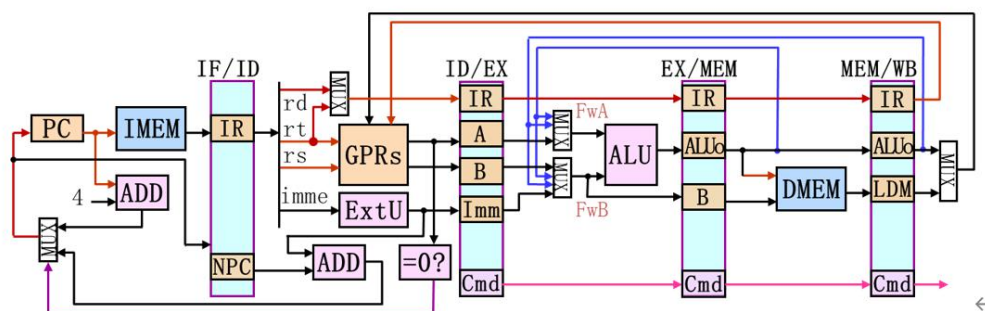 IF/ID
ID/EX
EX/MEM
MEM/WB
MUX
rd
IR
IR
IR
FwA
PC
IMEM
IR
rt
GPRs
A
MUX
ALU
ALUo
ALUo
MUX
rs
B
MUX
4
ADD
imme
ExtU
Imm
FwB
B
DMEM
LDM
MUX
NPC
ADD
=0?
Cmd
Cmd
Cmd